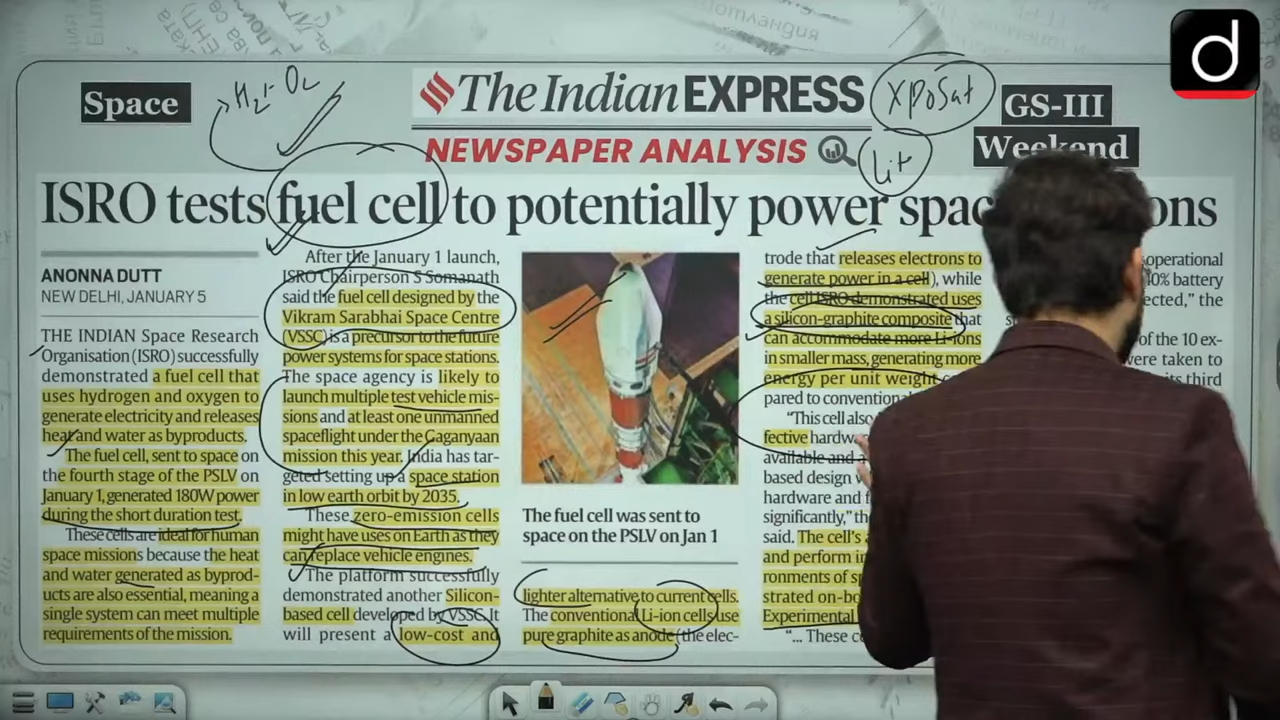 Space
H₂ + O₂
The Indian EXPRESS
NEWSPAPER ANALYSIS
XPoSat
Lit
GS-III
Weekend
d
ISRO tests fuel cell to potentially power spac ons
ANONNA DUTT
NEW DELHI, JANUARY 5
THE INDIAN Space Research
Organisation (ISRO) successfully
demonstrated a fuel cell that
uses hydrogen and oxygen to
generate electricity and releases
heat and water as byproducts.
The fuel cell, sent to space on
the fourth stage of the PSLV on
January 1, generated 180W power
during the short duration test.
These cells are ideal for human
space missions because the heat
and water generated as byprod-
ucts are also essential, meaning a
single system can meet multiple
requirements of the mission.
After the January 1 launch,
ISRO Chairperson S Somanath
said the fuel cell designed by the
Vikram Sarabhai Space Centre
(VSSC) is a precursor to the future
power systems for space stations.
The space agency is likely to
launch multiple test vehicle mis-
sions and at least one unmanned
spaceflight under the Gaganyaan
mission this year. India has tar-
geted setting up a space station
in low earth orbit by 2035.
These zero-emission cells
might have uses on Earth as they
can replace vehicle engines.
The platform successfully
demonstrated another Silicon-
based cell developed by VSSC. It
will present a low-cost and
The fuel cell was sent to
space on the PSLV on Jan 1
lighter alternative to current cells.
The conventional Li-ion cells use
pure graphite as anode (the elec-
trode that releases electrons to
generate power in a cell), while
the cell ISRO demonstrated uses
a silicon-graphite composite that
can accommodate more Li-ions
in smaller mass, generating more
energy per unit weight
pared to conventional
"This cell also
fective hardw
available and a
based design
hardware and f
significantly," th
said. The cell's
and perform in
ronments of sp
strated on-bo
Experimental
"... These c
operational
10% battery
ected," the
of the 10 ex-
were taken to
its third